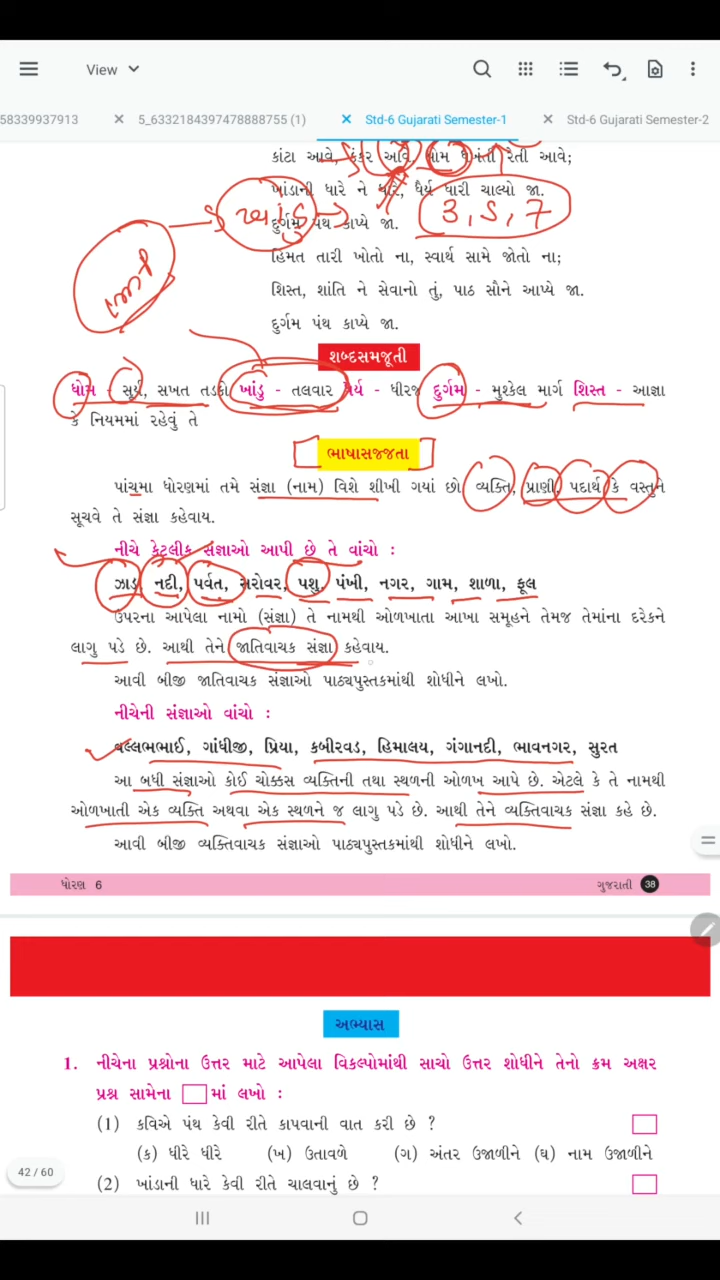 View
58339937913
5_6332184397478888755 (1)
Std-6 Gujarati Semester-1
Std-6 Gujarati Semester-2
કાંટા આવે, કંકર આવે, ધોમ ધખંતી રેતી આવે;
ખાંડાની ધારે ને ધારે, ધૈર્ય ધારી ચાલ્યો જા.
ખાંડુ 3, 5, 7
દુર્ગમ પંથ કાપ્યે જા.
હિંમત તારી ખોતો ના, સ્વાર્થ સામે જોતો ના;
શિસ્ત, શાંતિ ને સેવાનો તું, પાઠ સૌને આપ્યે જા.
દુર્ગમ પંથ કાપ્યે જા.
શબ્દસમજૂતી
ધોમ - સૂર્ય, સખત તડકો ખાંડુ - તલવાર ધૈર્ય - ધીરજ દુર્ગમ - મુશ્કેલ માર્ગ શિસ્ત - આજ્ઞા
કે નિયમમાં રહેવું તે
ભાષાસજ્જતા
પાંચમા ધોરણમાં તમે સંજ્ઞા (નામ) વિશે શીખી ગયાં છો. વ્યક્તિ, પ્રાણી, પદાર્થ કે વસ્તુને
સૂચવે તે સંજ્ઞા કહેવાય.
નીચે કેટલીક સંજ્ઞાઓ આપી છે તે વાંચો :
ઝાડ, નદી, પર્વત, સરોવર, પશુ, પંખી, નગર, ગામ, શાળા, ફૂલ
ઉપરના આપેલા નામો (સંજ્ઞા) તે નામથી ઓળખાતા આખા સમૂહને તેમજ તેમાંના દરેકને
લાગુ પડે છે. આથી તેને જાતિવાચક સંજ્ઞા કહેવાય.
આવી બીજી જાતિવાચક સંજ્ઞાઓ પાઠ્યપુસ્તકમાંથી શોધીને લખો.
નીચેની સંજ્ઞાઓ વાંચો :
વલ્લભભાઈ, ગાંધીજી, પ્રિયા, કબીરવડ, હિમાલય, ગંગાનદી, ભાવનગર, સુરત
આ બધી સંજ્ઞાઓ કોઈ ચોક્કસ વ્યક્તિની તથા સ્થળની ઓળખ આપે છે. એટલે કે તે નામથી
ઓળખાતી એક વ્યક્તિ અથવા એક સ્થળને જ લાગુ પડે છે. આથી તેને વ્યક્તિવાચક સંજ્ઞા કહે છે.
આવી બીજી વ્યક્તિવાચક સંજ્ઞાઓ પાઠ્યપુસ્તકમાંથી શોધીને લખો.
ધોરણ 6 ગુજરાતી 38
અભ્યાસ
1. નીચેના પ્રશ્નોના ઉત્તર માટે આપેલા વિકલ્પોમાંથી સાચો ઉત્તર શોધીને તેનો ક્રમ અક્ષર
પ્રશ્ન સામેના માં લખો :
(1) કવિએ પંથ કેવી રીતે કાપવાની વાત કરી છે ?
(ક) ધીરે ધીરે (ખ) ઉતાવળે (ગ) અંતર ઉજાળીને (ઘ) નામ ઉજાળીને
42 / 60
(2) ખાંડાની ધારે કેવી રીતે ચાલવાનું છે ?